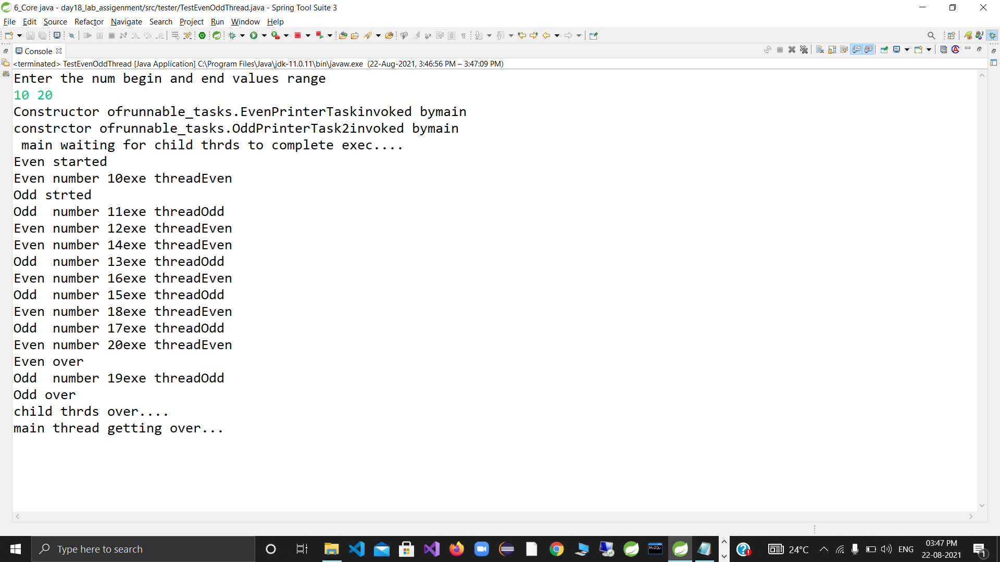 6_Core java - day18_lab_assigenment/src/tester/TestEvenOddThread.java - Spring Tool Suite 3
File Edit Source Refactor Navigate Search Project Run Window Help
Console
<terminated> TestEvenOddThread [Java Application] C:\Program Files\Java\jdk-11.0.11\bin\javaw.exe (22-Aug-2021, 3:46:56 PM – 3:47:09 PM)
Enter the num begin and end values range
10 20
Constructor ofrunnable_tasks.EvenPrinterTaskinvoked bymain
constrctor ofrunnable_tasks.OddPrinterTask2invoked bymain
 main waiting for child thrds to complete exec....
Even started
Even number 10exe threadEven
Odd strted
Odd  number 11exe threadOdd
Even number 12exe threadEven
Even number 14exe threadEven
Odd  number 13exe threadOdd
Even number 16exe threadEven
Odd  number 15exe threadOdd
Even number 18exe threadEven
Odd  number 17exe threadOdd
Even number 20exe threadEven
Even over
Odd  number 19exe threadOdd
Odd over
child thrds over....
main thread getting over...
Type here to search
MySQL
24°C
ENG
03:47 PM
22-08-2021
1